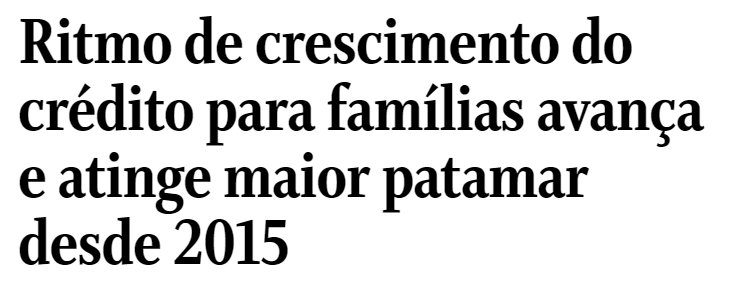 Ritmo de crescimento do
crédito para famílias avança
e atinge maior patamar
desde 2015